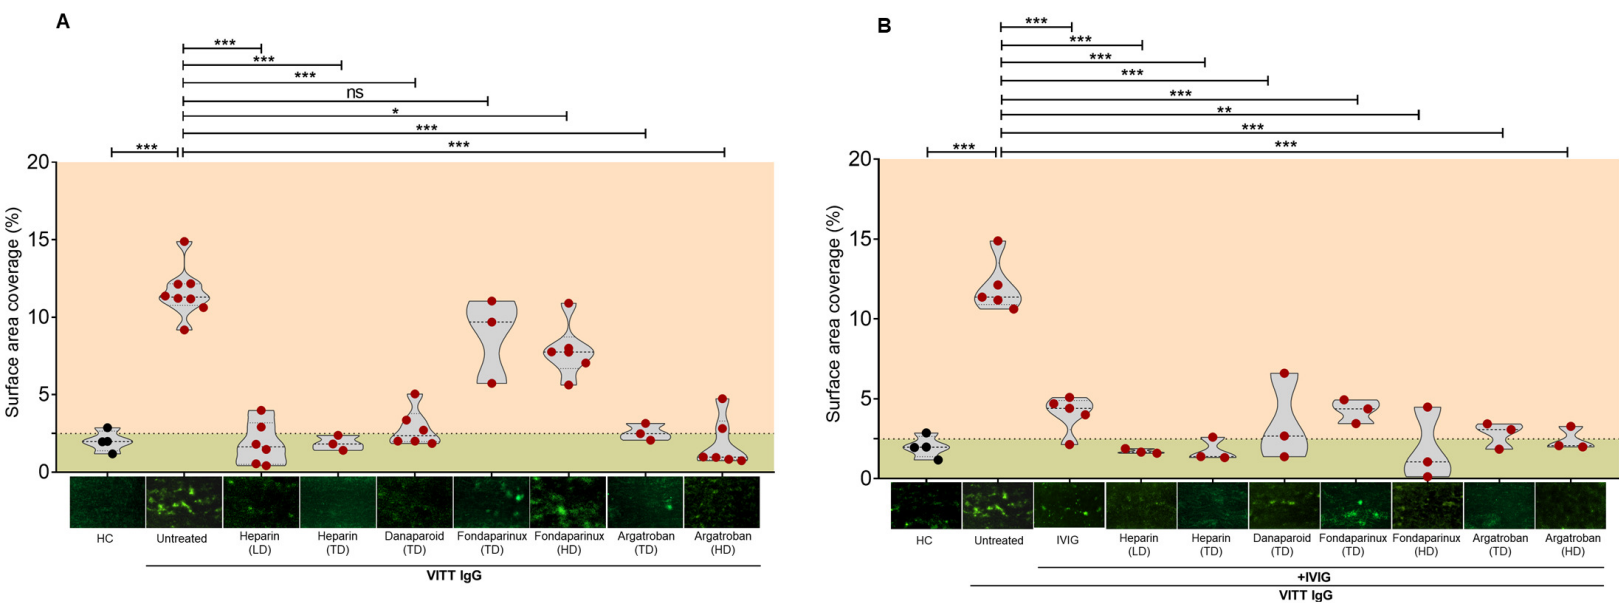 A
***
***
***
ns
*
***
***
***
20
15
10
5
0
Surface area coverage (%)
HC
Untreated
Heparin
(LD)
Heparin
(TD)
Danaparoid
(TD)
Fondaparinux
(TD)
Fondaparinux
(HD)
Argatroban
(TD)
Argatroban
(HD)
VITT IgG
B
***
***
***
***
***
**
***
***
***
20
15
10
5
0
Surface area coverage (%)
HC
Untreated
IVIG
Heparin
(LD)
Heparin
(TD)
Danaparoid
(TD)
Fondaparinux
(TD)
Fondaparinux
(HD)
Argatroban
(TD)
Argatroban
(HD)
+IVIG
VITT IgG